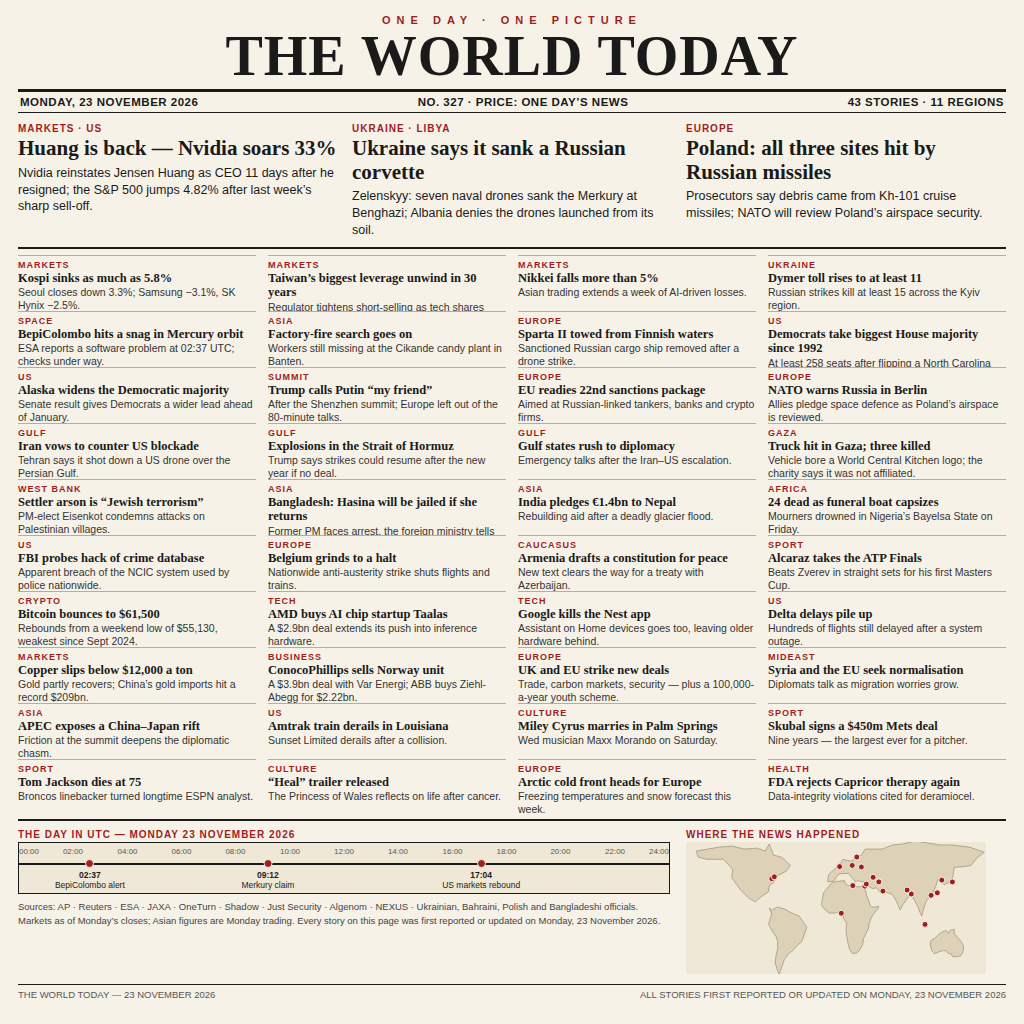 ONE DAY · ONE PICTURE
THE WORLD TODAY
MONDAY, 23 NOVEMBER 2026
NO. 327 · PRICE: ONE DAY’S NEWS
43 STORIES · 11 REGIONS
MARKETS · US
Huang is back — Nvidia soars 33%
Nvidia reinstates Jensen Huang as CEO 11 days after he
resigned; the S&P 500 jumps 4.82% after last week’s
sharp sell-off.
UKRAINE · LIBYA
Ukraine says it sank a Russian
corvette
Zelenskyy: seven naval drones sank the Merkury at
Benghazi; Albania denies the drones launched from its
soil.
EUROPE
Poland: all three sites hit by
Russian missiles
Prosecutors say debris came from Kh-101 cruise
missiles; NATO will review Poland’s airspace security.
MARKETS
Kospi sinks as much as 5.8%
Seoul closes down 3.3%; Samsung −3.1%, SK
Hynix −2.5%.
MARKETS
Taiwan’s biggest leverage unwind in 30
years
Regulator tightens short-selling as tech shares
MARKETS
Nikkei falls more than 5%
Asian trading extends a week of AI-driven losses.
UKRAINE
Dymer toll rises to at least 11
Russian strikes kill at least 15 across the Kyiv
region.
SPACE
BepiColombo hits a snag in Mercury orbit
ESA reports a software problem at 02:37 UTC;
checks under way.
ASIA
Factory-fire search goes on
Workers still missing at the Cikande candy plant in
Banten.
EUROPE
Sparta II towed from Finnish waters
Sanctioned Russian cargo ship removed after a
drone strike.
US
Democrats take biggest House majority
since 1992
At least 258 seats after flipping a North Carolina
US
Alaska widens the Democratic majority
Senate result gives Democrats a wider lead ahead
of January.
SUMMIT
Trump calls Putin “my friend”
After the Shenzhen summit; Europe left out of the
80-minute talks.
EUROPE
EU readies 22nd sanctions package
Aimed at Russian-linked tankers, banks and crypto
firms.
EUROPE
NATO warns Russia in Berlin
Allies pledge space defence as Poland’s airspace
is reviewed.
GULF
Iran vows to counter US blockade
Tehran says it shot down a US drone over the
Persian Gulf.
GULF
Explosions in the Strait of Hormuz
Trump says strikes could resume after the new
year if no deal.
GULF
Gulf states rush to diplomacy
Emergency talks after the Iran–US escalation.
GAZA
Truck hit in Gaza; three killed
Vehicle bore a World Central Kitchen logo; the
charity says it was not affiliated.
WEST BANK
Settler arson is “Jewish terrorism”
PM-elect Eisenkot condemns attacks on
Palestinian villages.
ASIA
Bangladesh: Hasina will be jailed if she
returns
Former PM faces arrest, the foreign ministry tells
ASIA
India pledges €1.4bn to Nepal
Rebuilding aid after a deadly glacier flood.
AFRICA
24 dead as funeral boat capsizes
Mourners drowned in Nigeria’s Bayelsa State on
Friday.
US
FBI probes hack of crime database
Apparent breach of the NCIC system used by
police nationwide.
EUROPE
Belgium grinds to a halt
Nationwide anti-austerity strike shuts flights and
trains.
CAUCASUS
Armenia drafts a constitution for peace
New text clears the way for a treaty with
Azerbaijan.
SPORT
Alcaraz takes the ATP Finals
Beats Zverev in straight sets for his first Masters
Cup.
CRYPTO
Bitcoin bounces to $61,500
Rebounds from a weekend low of $55,130,
weakest since Sept 2024.
TECH
AMD buys AI chip startup Taalas
A $2.9bn deal extends its push into inference
hardware.
TECH
Google kills the Nest app
Assistant on Home devices goes too, leaving older
hardware behind.
US
Delta delays pile up
Hundreds of flights still delayed after a system
outage.
MARKETS
Copper slips below $12,000 a ton
Gold partly recovers; China’s gold imports hit a
record $209bn.
BUSINESS
ConocoPhillips sells Norway unit
A $3.9bn deal with Var Energi; ABB buys Ziehl-
Abegg for $2.22bn.
EUROPE
UK and EU strike new deals
Trade, carbon markets, security — plus a 100,000-
a-year youth scheme.
MIDEAST
Syria and the EU seek normalisation
Diplomats talk as migration worries grow.
ASIA
APEC exposes a China–Japan rift
Friction at the summit deepens the diplomatic
chasm.
US
Amtrak train derails in Louisiana
Sunset Limited derails after a collision.
CULTURE
Miley Cyrus marries in Palm Springs
Wed musician Maxx Morando on Saturday.
SPORT
Skubal signs a $450m Mets deal
Nine years — the largest ever for a pitcher.
SPORT
Tom Jackson dies at 75
Broncos linebacker turned longtime ESPN analyst.
CULTURE
“Heal” trailer released
The Princess of Wales reflects on life after cancer.
EUROPE
Arctic cold front heads for Europe
Freezing temperatures and snow forecast this
week.
HEALTH
FDA rejects Capricor therapy again
Data-integrity violations cited for deramiocel.
THE DAY IN UTC — MONDAY 23 NOVEMBER 2026
00:00 02:00 04:00 06:00 08:00 10:00 12:00 14:00 16:00 18:00 20:00 22:00 24:00
02:37
BepiColombo alert
09:12
Merkury claim
17:04
US markets rebound
WHERE THE NEWS HAPPENED
Sources: AP · Reuters · ESA · JAXA · OneTurn · Shadow · Just Security · Algenom · NEXUS · Ukrainian, Bahraini, Polish and Bangladeshi officials.
Markets as of Monday’s closes; Asian figures are Monday trading. Every story on this page was first reported or updated on Monday, 23 November 2026.
THE WORLD TODAY — 23 NOVEMBER 2026
ALL STORIES FIRST REPORTED OR UPDATED ON MONDAY, 23 NOVEMBER 2026